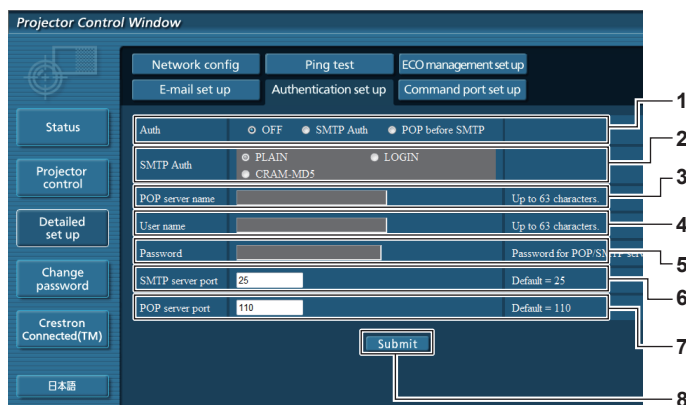 Projector Control Window
Network config
Ping test
ECO management set up
E-mail set up
Authentication set up
Command port set up
Status
Projector control
Detailed set up
Change password
Crestron Connected(TM)
日本語
Auth
OFF
SMTP Auth
POP before SMTP
1
SMTP Auth
PLAIN
LOGIN
CRAM-MD5
2
POP server name
Up to 63 characters.
3
User name
Up to 63 characters.
4
Password
Password for POP/SMTP serv
5
SMTP server port
25
Default = 25
6
POP server port
110
Default = 110
7
Submit
8